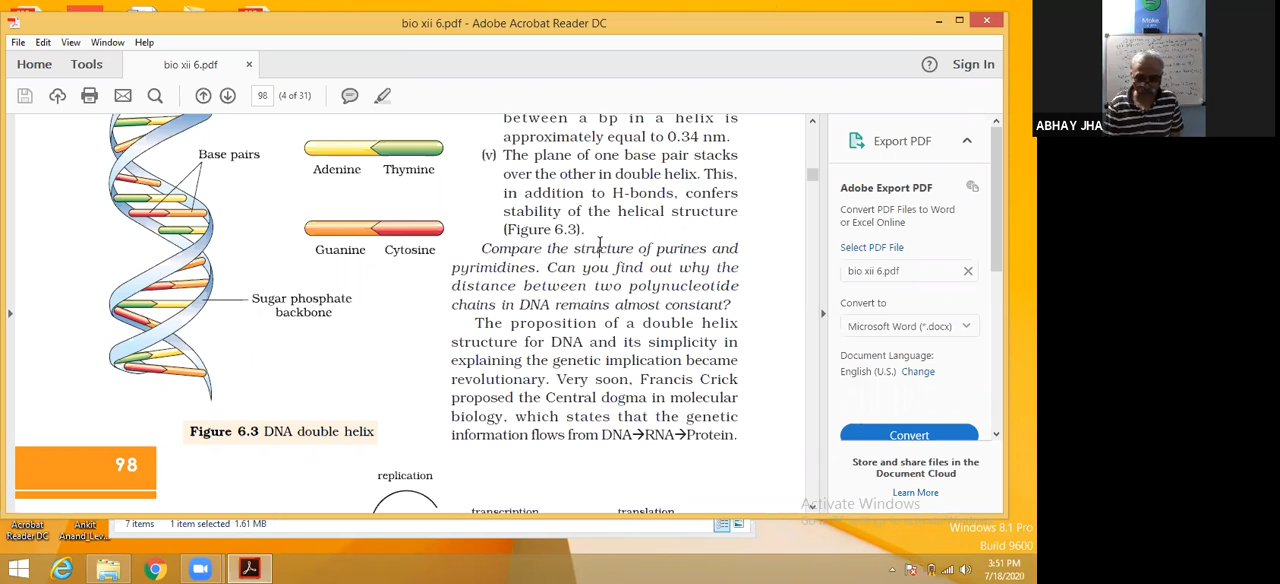 bio xii 6.pdf - Adobe Acrobat Reader DC
File Edit View Window Help
Home Tools bio xii 6.pdf × Sign In
98 (4 of 31)
between a bp in a helix is
approximately equal to 0.34 nm.
(v) The plane of one base pair stacks
over the other in double helix. This,
in addition to H-bonds, confers
stability of the helical structure
(Figure 6.3).
Compare the structure of purines and
pyrimidines. Can you find out why the
distance between two polynucleotide
chains in DNA remains almost constant?
The proposition of a double helix
structure for DNA and its simplicity in
explaining the genetic implication became
revolutionary. Very soon, Francis Crick
proposed the Central dogma in molecular
biology, which states that the genetic
information flows from DNA→RNA→Protein.
Base pairs
Adenine Thymine
Guanine Cytosine
Sugar phosphate
backbone
Figure 6.3 DNA double helix
98
replication
transcription translation
Export PDF
Adobe Export PDF
Convert PDF Files to Word
or Excel Online
Select PDF File
bio xii 6.pdf
Convert to
Microsoft Word (*.docx)
Document Language:
English (U.S.) Change
Convert
Store and share files in the
Document Cloud
Learn More
Activate Windows
Windows 8.1 Pro
Build 9600
Acrobat
Reader DC
Ankit
Anand_Lev...
7 items 1 item selected 1.61 MB
3:51 PM
7/18/2020
ABHAY JHA
Make